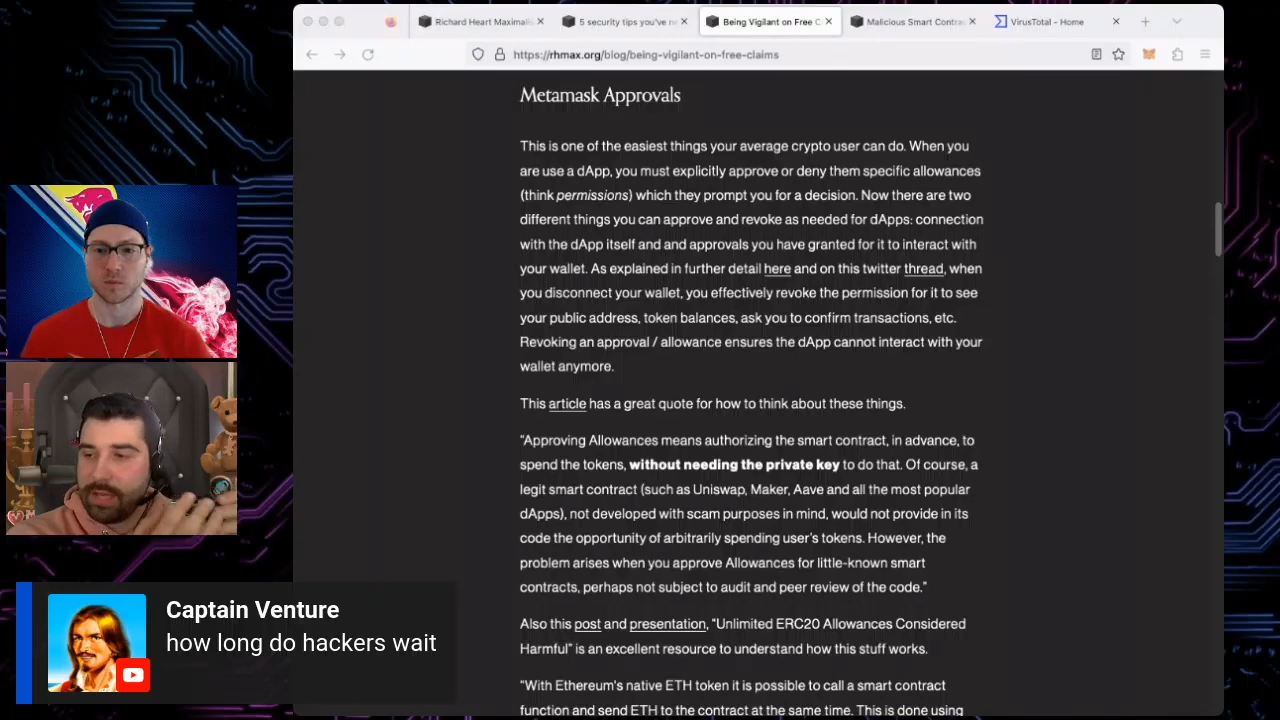 Richard Heart Maximali
5 security tips you've n
Being Vigilant on Free C
Malicious Smart Contrac
VirusTotal - Home
https://rhmax.org/blog/being-vigilant-on-free-claims
Metamask Approvals
This is one of the easiest things your average crypto user can do. When you
are use a dApp, you must explicitly approve or deny them specific allowances
(think permissions) which they prompt you for a decision. Now there are two
different things you can approve and revoke as needed for dApps: connection
with the dApp itself and and approvals you have granted for it to interact with
your wallet. As explained in further detail here and on this twitter thread, when
you disconnect your wallet, you effectively revoke the permission for it to see
your public address, token balances, ask you to confirm transactions, etc.
Revoking an approval / allowance ensures the dApp cannot interact with your
wallet anymore.
This article has a great quote for how to think about these things.
“Approving Allowances means authorizing the smart contract, in advance, to
spend the tokens, without needing the private key to do that. Of course, a
legit smart contract (such as Uniswap, Maker, Aave and all the most popular
dApps), not developed with scam purposes in mind, would not provide in its
code the opportunity of arbitrarily spending user's tokens. However, the
problem arises when you approve Allowances for little-known smart
contracts, perhaps not subject to audit and peer review of the code.”
Also this post and presentation, “Unlimited ERC20 Allowances Considered
Harmful” is an excellent resource to understand how this stuff works.
“With Ethereum's native ETH token it is possible to call a smart contract
function and send ETH to the contract at the same time. This is done using
Captain Venture
how long do hackers wait